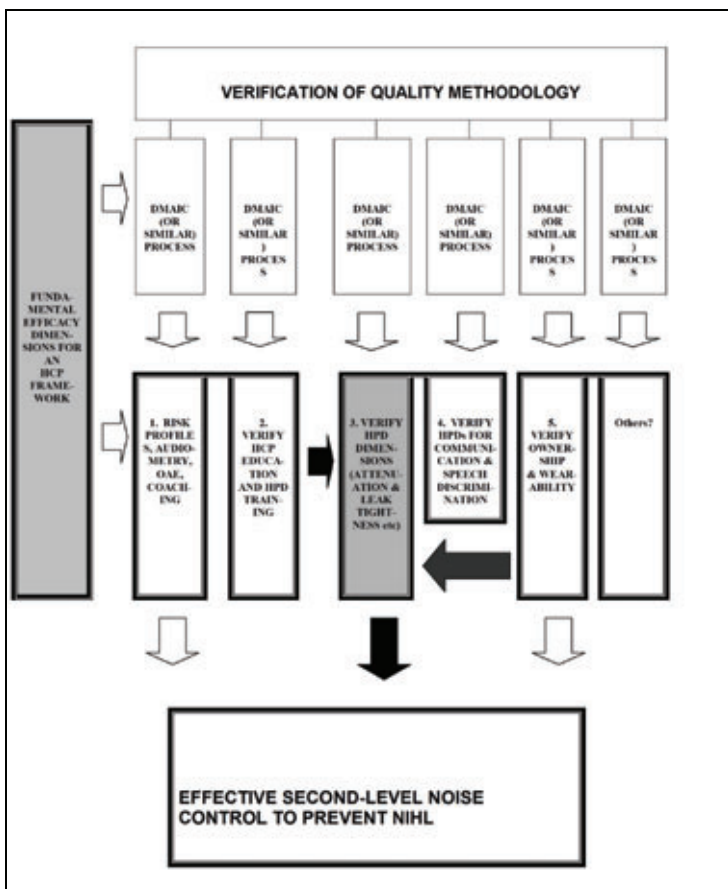 VERIFICATION OF QUALITY METHODOLOGY
FUNDA-
MENTAL
EFFICACY
DIMEN-
SIONS FOR
AN
HCP
FRAME-
WORK
DMAIC
(OR
SIMILAR)
PROCESS
DMAIC
(OR
SIMILAR
)
PROCES
S
DMAIC
(OR
SIMILAR)
PROCESS
DMAIC
(OR
SIMILAR)
PROCESS
DMAIC
(OR
SIMILAR
)
PROCES
S
DMAIC
(OR
SIMILAR
)
PROCES
S
1. RISK
PROFILE
S, AUDIO-
METRY,
OAE,
COACH-
ING
2.
VERIFY
HCP
EDUCA-
TION
AND HPD
TRAIN-
ING
3. VERIFY
HPD
DIMEN-
SIONS
(ATTENU-
ATION &
LEAK
TIGHT-
NESS etc)
4. VERIFY
HPDs FOR
COMMUNI-
CATION &
SPEECH
DISCRIMI-
NATION
5.
VERIFY
OWNER-
SHIP
& WEAR-
ABILITY
Others?
EFFECTIVE SECOND-LEVEL NOISE
CONTROL TO PREVENT NIHL